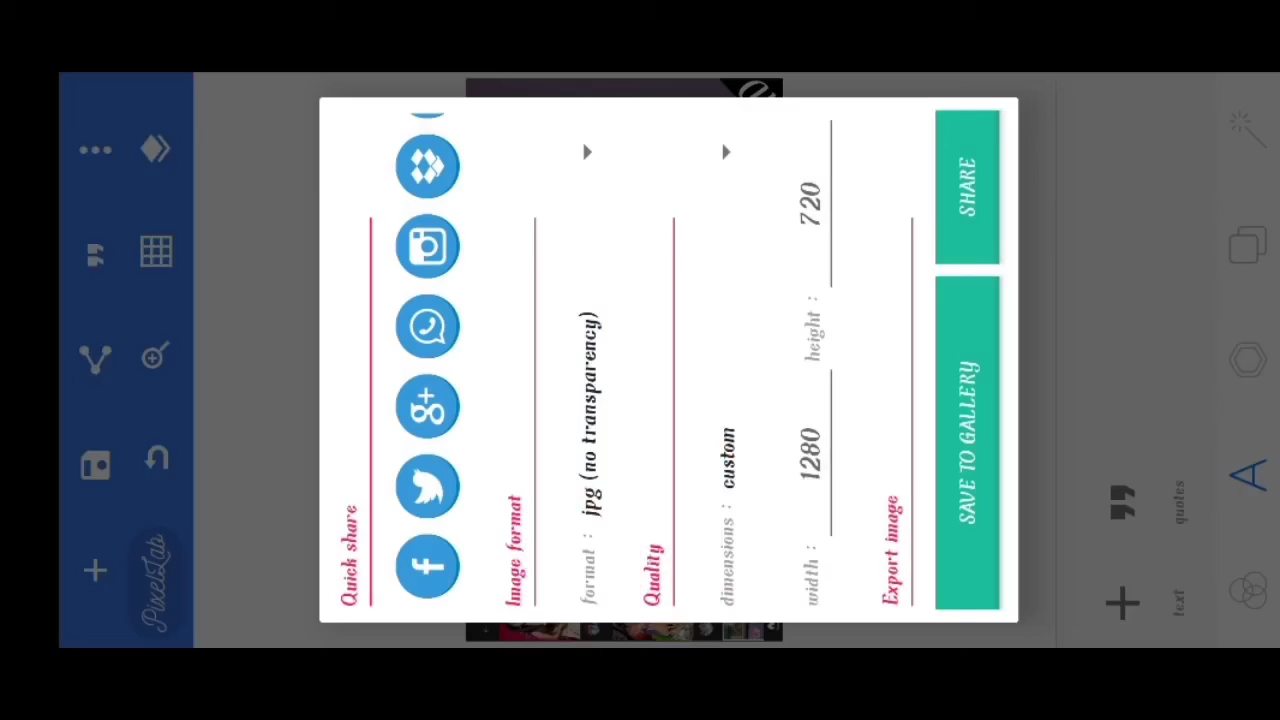 PixelLab
Quick share
Image format
format : jpg (no transparency)
Quality
dimensions : custom
width : 1280 height : 720
Export image
SAVE TO GALLERY SHARE
text quotes